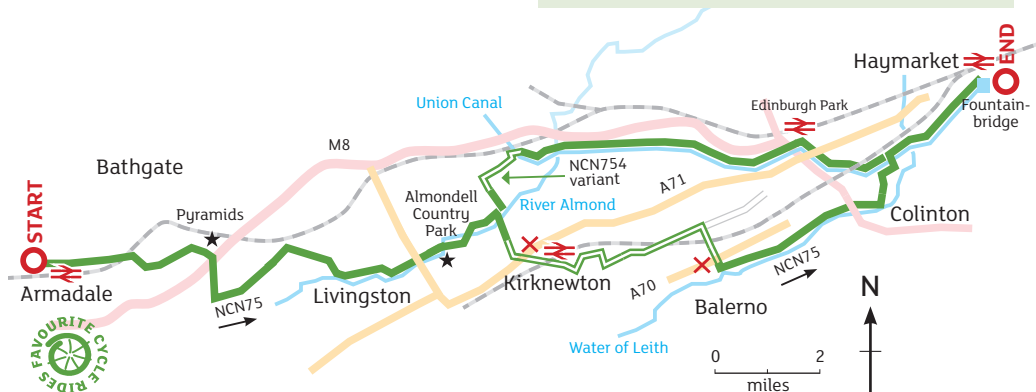 Haymarket
END
Fountain-
bridge
Edinburgh Park
Union Canal
M8
NCN754
variant
A71
Bathgate
Almondell
Country
Park
River Almond
Pyramids
START
Colinton
Armadale
NCN75
Livingston
Kirknewton
A70
NCN75
Balerno
N
Water of Leith
0
2
miles
FAVOURITE CYCLE RIDES